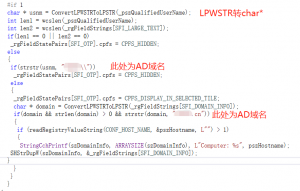 #if 1
char * usnm = ConvertLPWSTRToLPSTR(_pszQualifiedUserName); LPWSTR转char*
int len1 = wcslen(_pszQualifiedUserName);
int len2 = wcslen(_rgFieldStrings[SFI_LARGE_TEXT]);
if(len1 == 0 || len2 == 0)
_rgFieldStatePairs[SFI_OTP].cpfs = CPFS_HIDDEN;
else
{
if(strstr(usnm, "\\")) 此处为AD域名
_rgFieldStatePairs[SFI_OTP].cpfs = CPFS_HIDDEN;
else
{
_rgFieldStatePairs[SFI_OTP].cpfs = CPFS_DISPLAY_IN_SELECTED_TILE;
char * domain = ConvertLPWSTRToLPSTR(_rgFieldStrings[SFI_DOMAIN_INFO]);
if(domain && strlen(domain) > 0 && strstr(domain, ".cn")) 此处为AD域名
{
if (readRegistryValueString(CONF_HOST_NAME, &pszHostname, L"") > 1)
{
StringCchPrintf(szDomainInfo, ARRAYSIZE(szDomainInfo), L"Computer: %s", pszHostname);
SHStrDupW(szDomainInfo, &_rgFieldStrings[SFI_DOMAIN_INFO]);
}
}
}
}